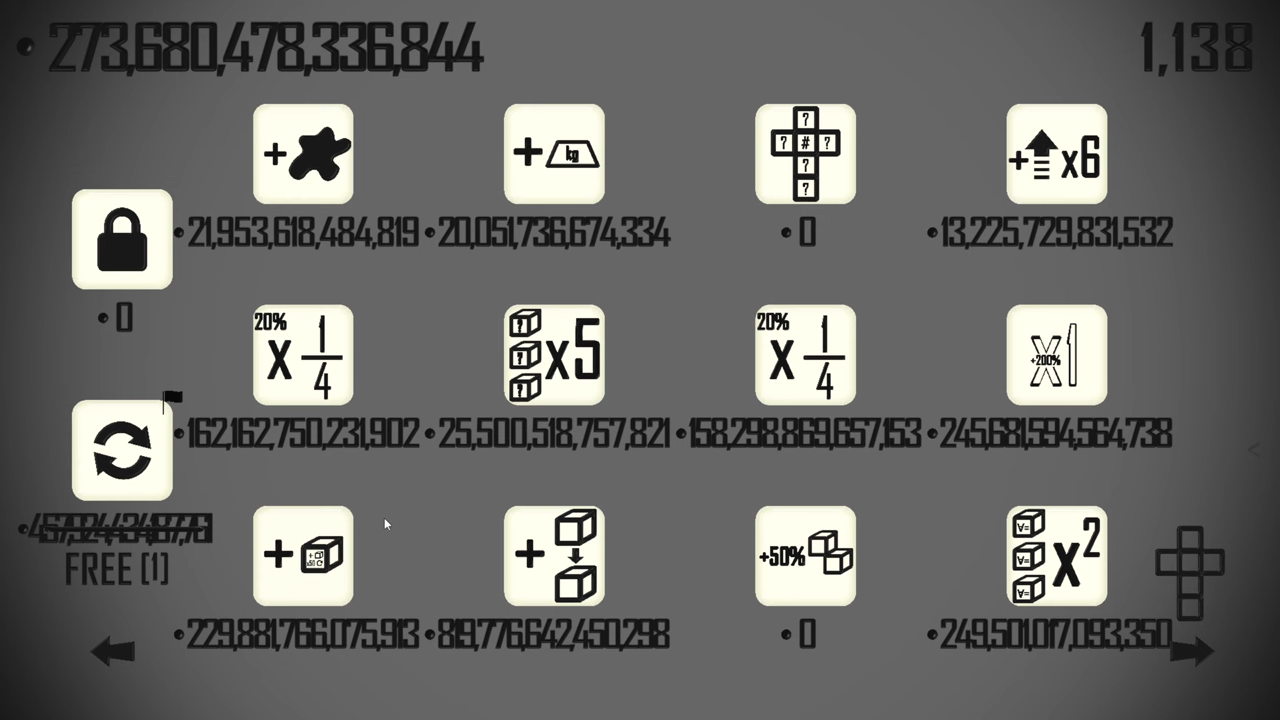 273,680,478,336,844
1,138
+
+ kg
? ? # ? ? ?
+ x6
0
21,953,618,484,819
20,051,736,674,334
0
13,225,729,831,532
20% x 1/4
? ? ? x5
20% x 1/4
x1 +200%
162,162,750,231,902
25,500,518,757,821
158,298,869,657,153
245,681,594,564,738
<
FREE (1)
+
+
+50%
∀= ∀= ∀= x²
229,881,766,075,913
819,776,642,450,298
0
249,501,017,093,350